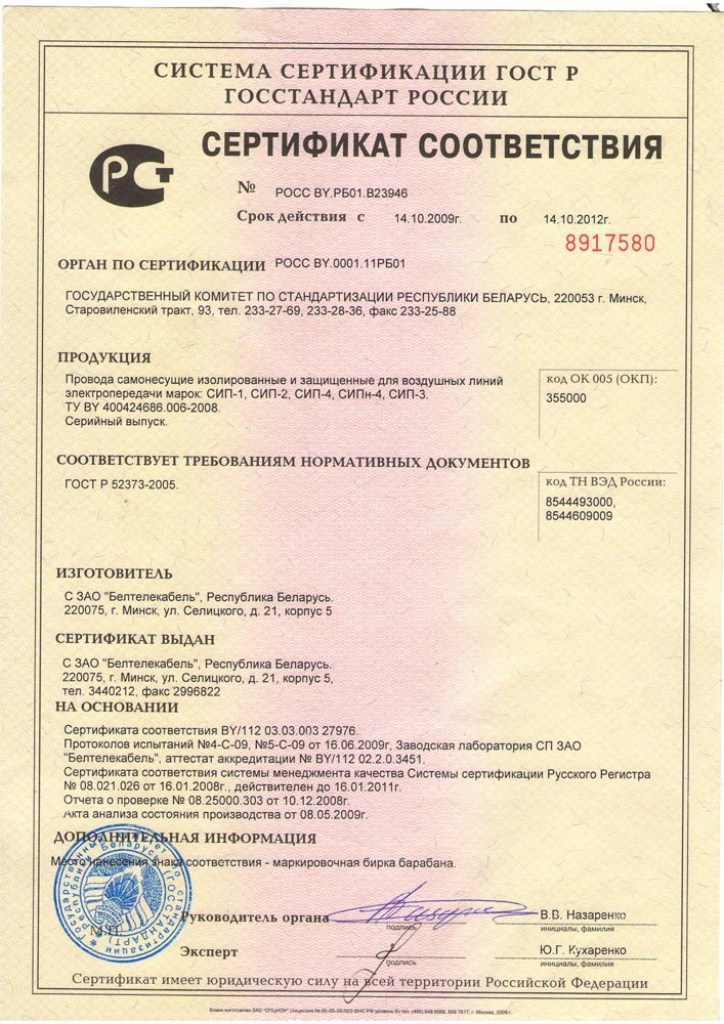 СИСТЕМА СЕРТИФИКАЦИИ ГОСТ Р
ГОССТАНДАРТ РОССИИ
РСТ
СЕРТИФИКАТ СООТВЕТСТВИЯ
№ РОСС BY.РБ01.В23946
Срок действия с 14.10.2009г. по 14.10.2012г.
8917580
ОРГАН ПО СЕРТИФИКАЦИИ РОСС BY.0001.11РБ01
ГОСУДАРСТВЕННЫЙ КОМИТЕТ ПО СТАНДАРТИЗАЦИИ РЕСПУБЛИКИ БЕЛАРУСЬ, 220053 г. Минск,
Старовиленский тракт, 93, тел. 233-27-69, 233-28-36, факс 233-25-88
ПРОДУКЦИЯ
Провода самонесущие изолированные и защищенные для воздушных линий
электропередачи марок: СИП-1, СИП-2, СИП-4, СИПн-4, СИП-3.
ТУ BY 400424686.006-2008.
Серийный выпуск.
код ОК 005 (ОКП):
355000
СООТВЕТСТВУЕТ ТРЕБОВАНИЯМ НОРМАТИВНЫХ ДОКУМЕНТОВ
ГОСТ Р 52373-2005.
код ТН ВЭД России:
8544493000,
8544609009
ИЗГОТОВИТЕЛЬ
С ЗАО "Белтелекабель", Республика Беларусь.
220075, г. Минск, ул. Селицкого, д. 21, корпус 5
СЕРТИФИКАТ ВЫДАН
С ЗАО "Белтелекабель", Республика Беларусь.
220075, г. Минск, ул. Селицкого, д. 21, корпус 5,
тел. 3440212, факс 2996822
НА ОСНОВАНИИ
Сертификата соответствия BY/112 03.03.003 27976.
Протоколов испытаний №4-С-09, №5-С-09 от 16.06.2009г, Заводская лаборатория СП ЗАО
"Белтелекабель", аттестат аккредитации № BY/112 02.2.0.3451.
Сертификата соответствия системы менеджмента качества Системы сертификации Русского Регистра
№ 08.021.026 от 16.01.2008г., действителен до 16.01.2011г.
Отчета о проверке № 08.25000.303 от 10.12.2008г.
Акта анализа состояния производства от 08.05.2009г.
ДОПОЛНИТЕЛЬНАЯ ИНФОРМАЦИЯ
Место нанесения знака соответствия - маркировочная бирка барабана.
М.П.
Руководитель органа
подпись
В.В. Назаренко
инициалы, фамилия
Эксперт
подпись
Ю.Г. Кухаренко
инициалы, фамилия
Сертификат имеет юридическую силу на всей территории Российской Федерации